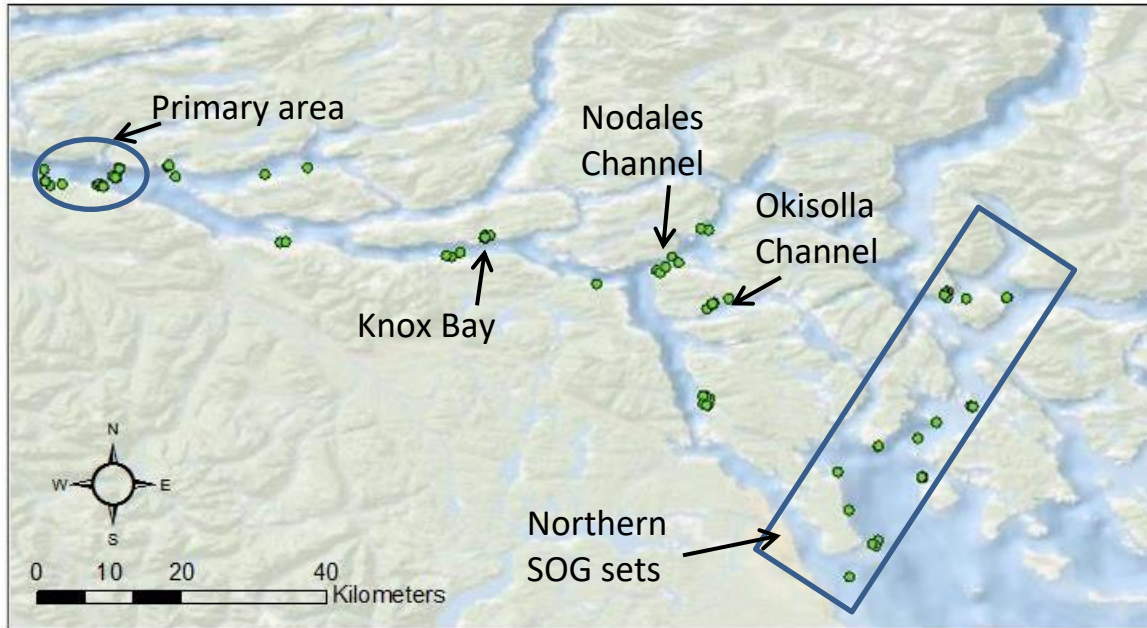 Primary area
Nodales
Channel
Okisolla
Channel
Knox Bay
N
W
E
S
Northern
SOG sets
0 10 20 40
Kilometers